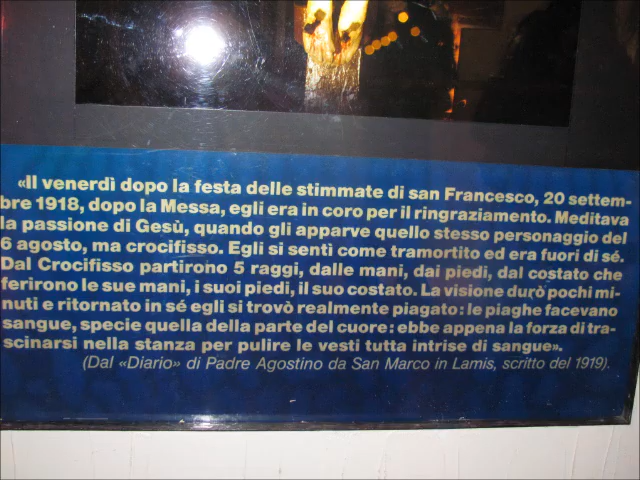 «Il venerdì dopo la festa delle stimmate di san Francesco, 20 settem-
bre 1918, dopo la Messa, egli era in coro per il ringraziamento. Meditava
la passione di Gesù, quando gli apparve quello stesso personaggio del
6 agosto, ma crocifisso. Egli si sentì come tramortito ed era fuori di sé.
Dal Crocifisso partirono 5 raggi, dalle mani, dai piedi, dal costato che
ferirono le sue mani, i suoi piedi, il suo costato. La visione durò pochi mi-
nuti e ritornato in sé egli si trovò realmente piagato: le piaghe facevano
sangue, specie quella della parte del cuore: ebbe appena la forza di tra-
scinarsi nella stanza per pulire le vesti tutta intrise di sangue».
(Dal «Diario» di Padre Agostino da San Marco in Lamis, scritto del 1919).